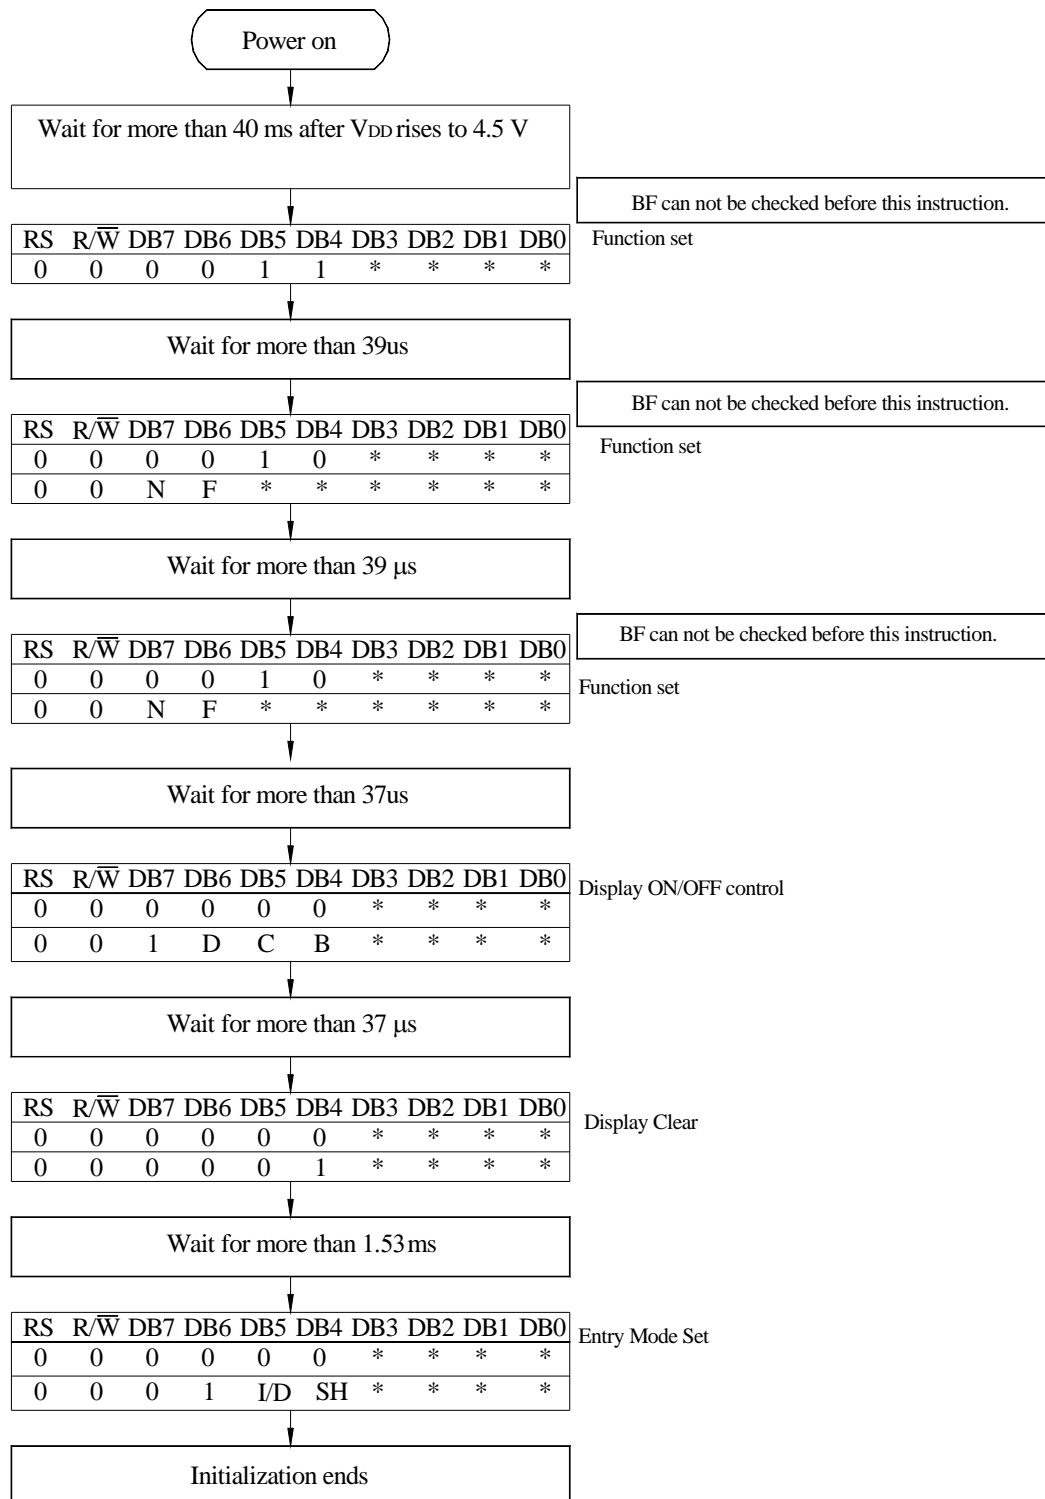 Power on
Wait for more than 40 ms after VDD rises to 4.5 V
BF can not be checked before this instruction.
RS R/W̅ DB7 DB6 DB5 DB4 DB3 DB2 DB1 DB0
Function set
0 0 0 0 1 1 * * * *
Wait for more than 39us
BF can not be checked before this instruction.
RS R/W̅ DB7 DB6 DB5 DB4 DB3 DB2 DB1 DB0
Function set
0 0 0 0 1 0 * * * *
0 0 N F * * * * * *
Wait for more than 39 μs
BF can not be checked before this instruction.
RS R/W̅ DB7 DB6 DB5 DB4 DB3 DB2 DB1 DB0
0 0 0 0 1 0 * * * *
Function set
0 0 N F * * * * * *
Wait for more than 37us
RS R/W̅ DB7 DB6 DB5 DB4 DB3 DB2 DB1 DB0
Display ON/OFF control
0 0 0 0 0 0 * * * *
0 0 1 D C B * * * *
Wait for more than 37 μs
RS R/W̅ DB7 DB6 DB5 DB4 DB3 DB2 DB1 DB0
Display Clear
0 0 0 0 0 0 * * * *
0 0 0 0 0 1 * * * *
Wait for more than 1.53ms
RS R/W̅ DB7 DB6 DB5 DB4 DB3 DB2 DB1 DB0
Entry Mode Set
0 0 0 0 0 0 * * * *
0 0 0 1 I/D SH * * * *
Initialization ends